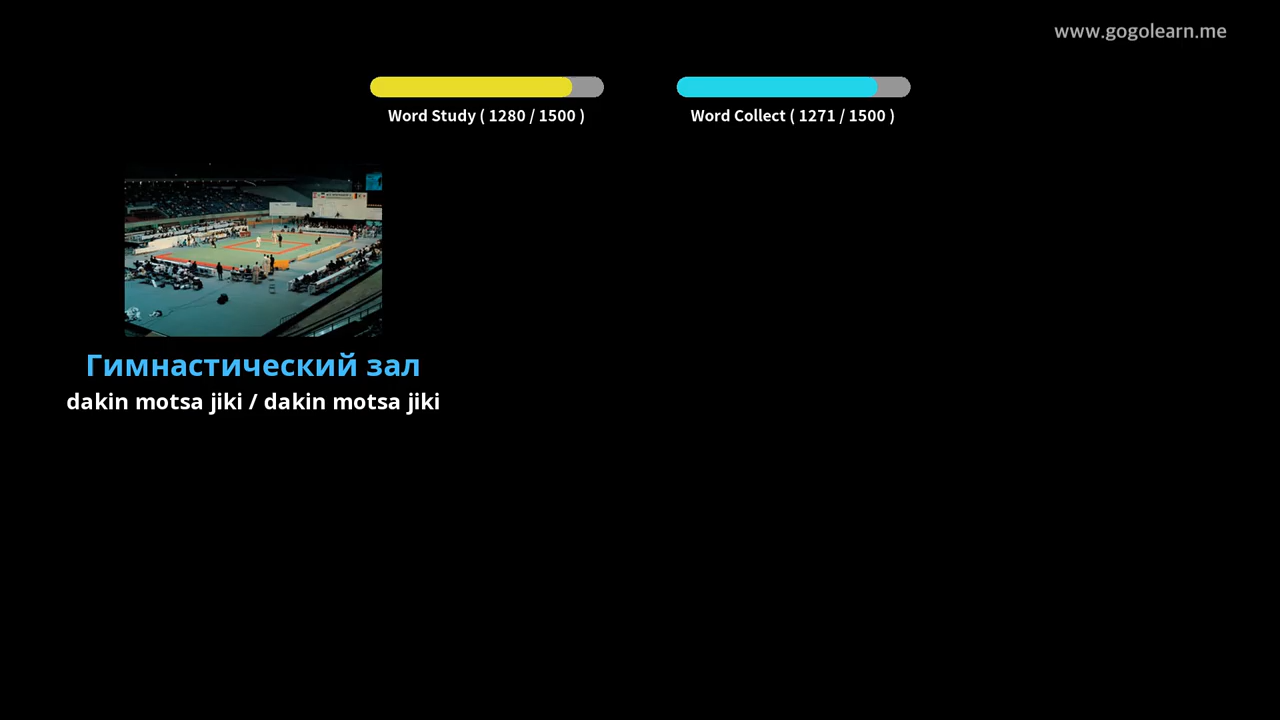 www.gogolearn.me
Word Study ( 1280 / 1500 )
Word Collect ( 1271 / 1500 )
Гимнастический зал
dakin motsa jiki / dakin motsa jiki